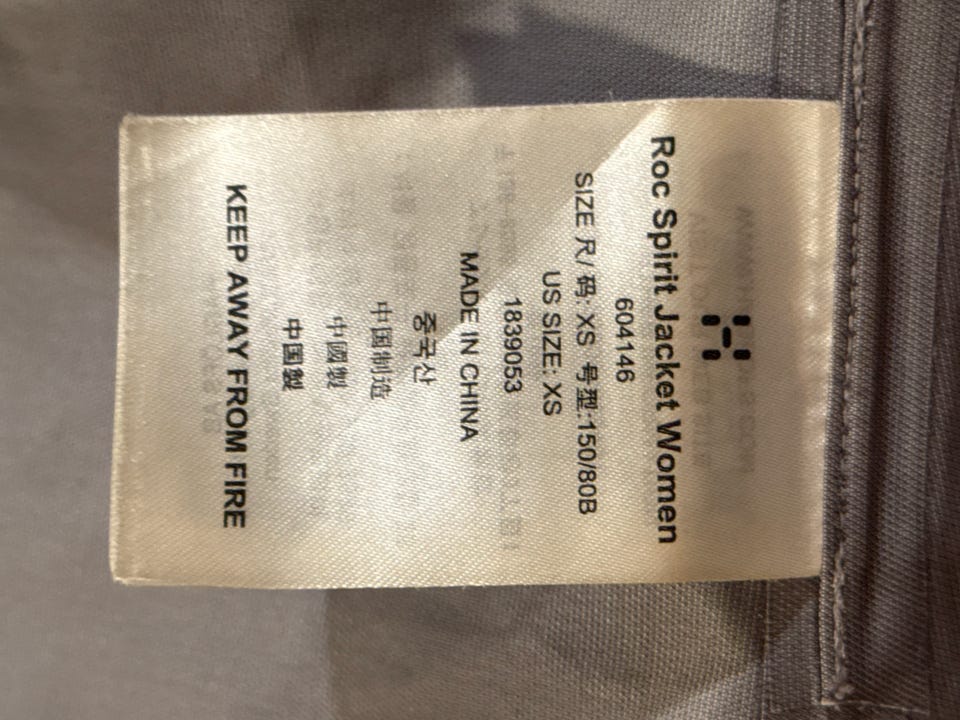 Roc Spirit Jacket Women
604146
SIZE 尺/码: XS 号型:150/80B
US SIZE: XS
1839053
MADE IN CHINA
중국산
中国制造
中國製
中国製
KEEP AWAY FROM FIRE